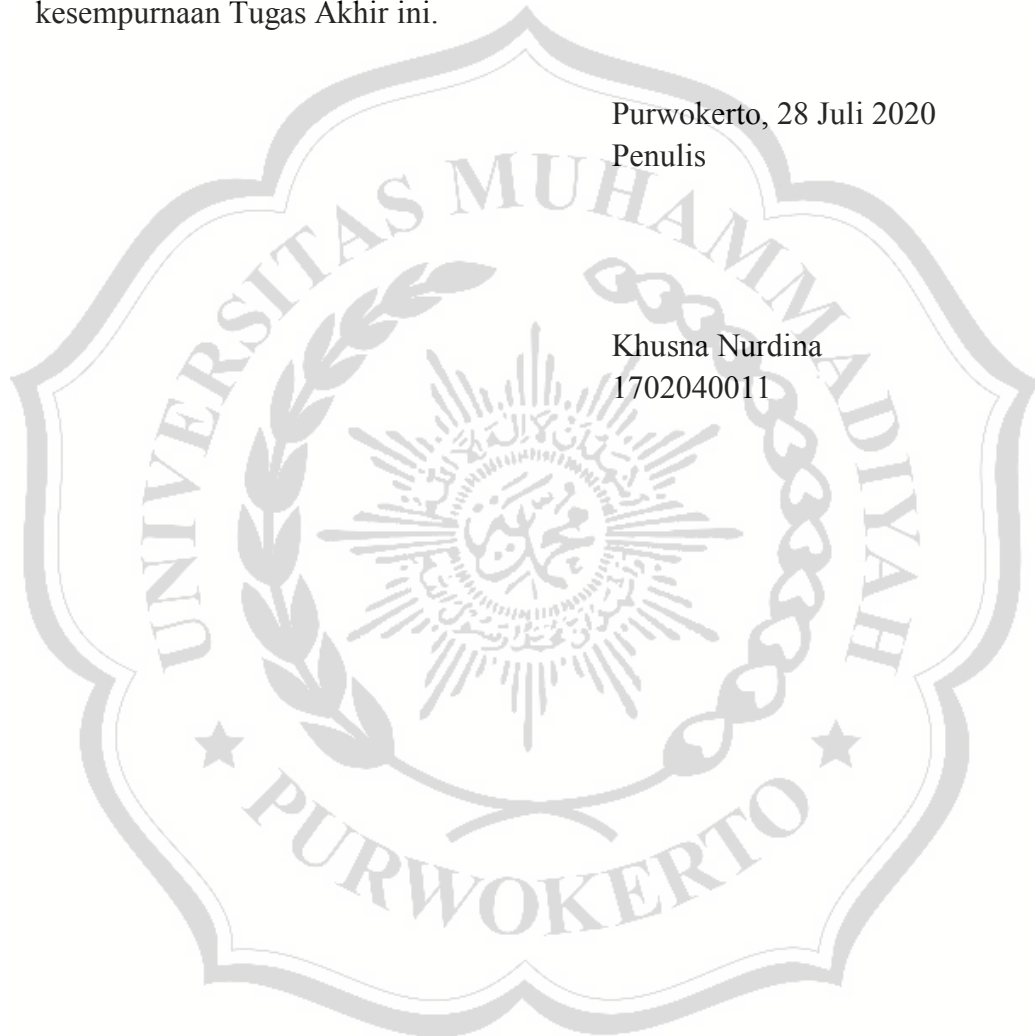 kesempurnaan Tugas Akhir ini.
Purwokerto, 28 Juli 2020
Penulis
Khusna Nurdina
1702040011
UNIVERSITAS MUHAMMADIYAH
PURWOKERTO